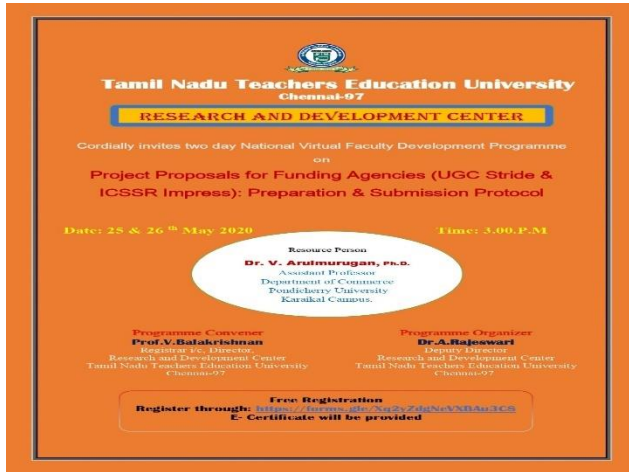 Tamil Nadu Teachers Education University
Chennai-97
RESEARCH AND DEVELOPMENT CENTER
Cordially invites two day National Virtual Faculty Development Programme
on
Project Proposals for Funding Agencies (UGC Stride &
ICSSR Impress): Preparation & Submission Protocol
Date: 25 & 26 th May 2020 Time: 3.00.P.M
Resource Person
Dr. V. Arulmurugan, Ph.D.
Assistant Professor
Department of Commerce
Pondicherry University
Karaikal Campus.
Programme Convener
Prof.V.Balakrishnan
Registrar i/c, Director,
Research and Development Center
Tamil Nadu Teachers Education University
Chennai-97
Programme Organizer
Dr.A.Rajeswari
Deputy Director
Research and Development Center
Tamil Nadu Teachers Education University
Chennai-97
Free Registration
Register through:
E- Certificate will be provided